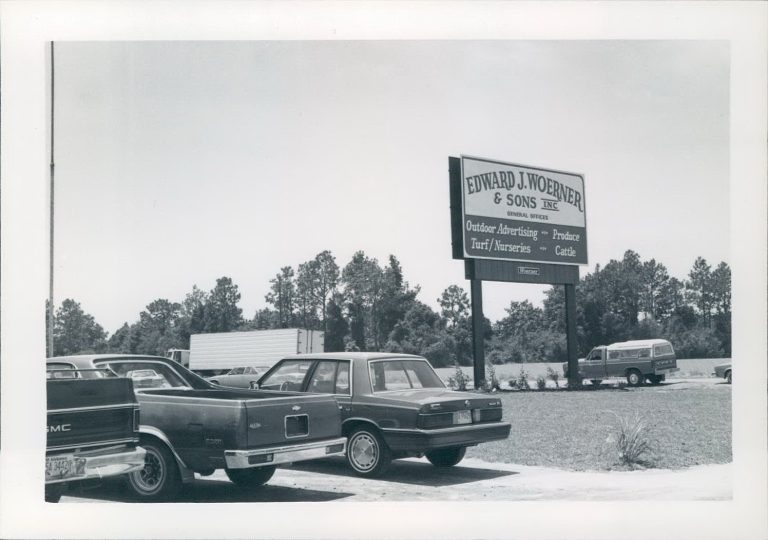 EDWARD J. WOERNER
& SONS INC
GENERAL OFFICES
Outdoor Advertising Produce
Turf/Nurseries Cattle
Woerner
GMC